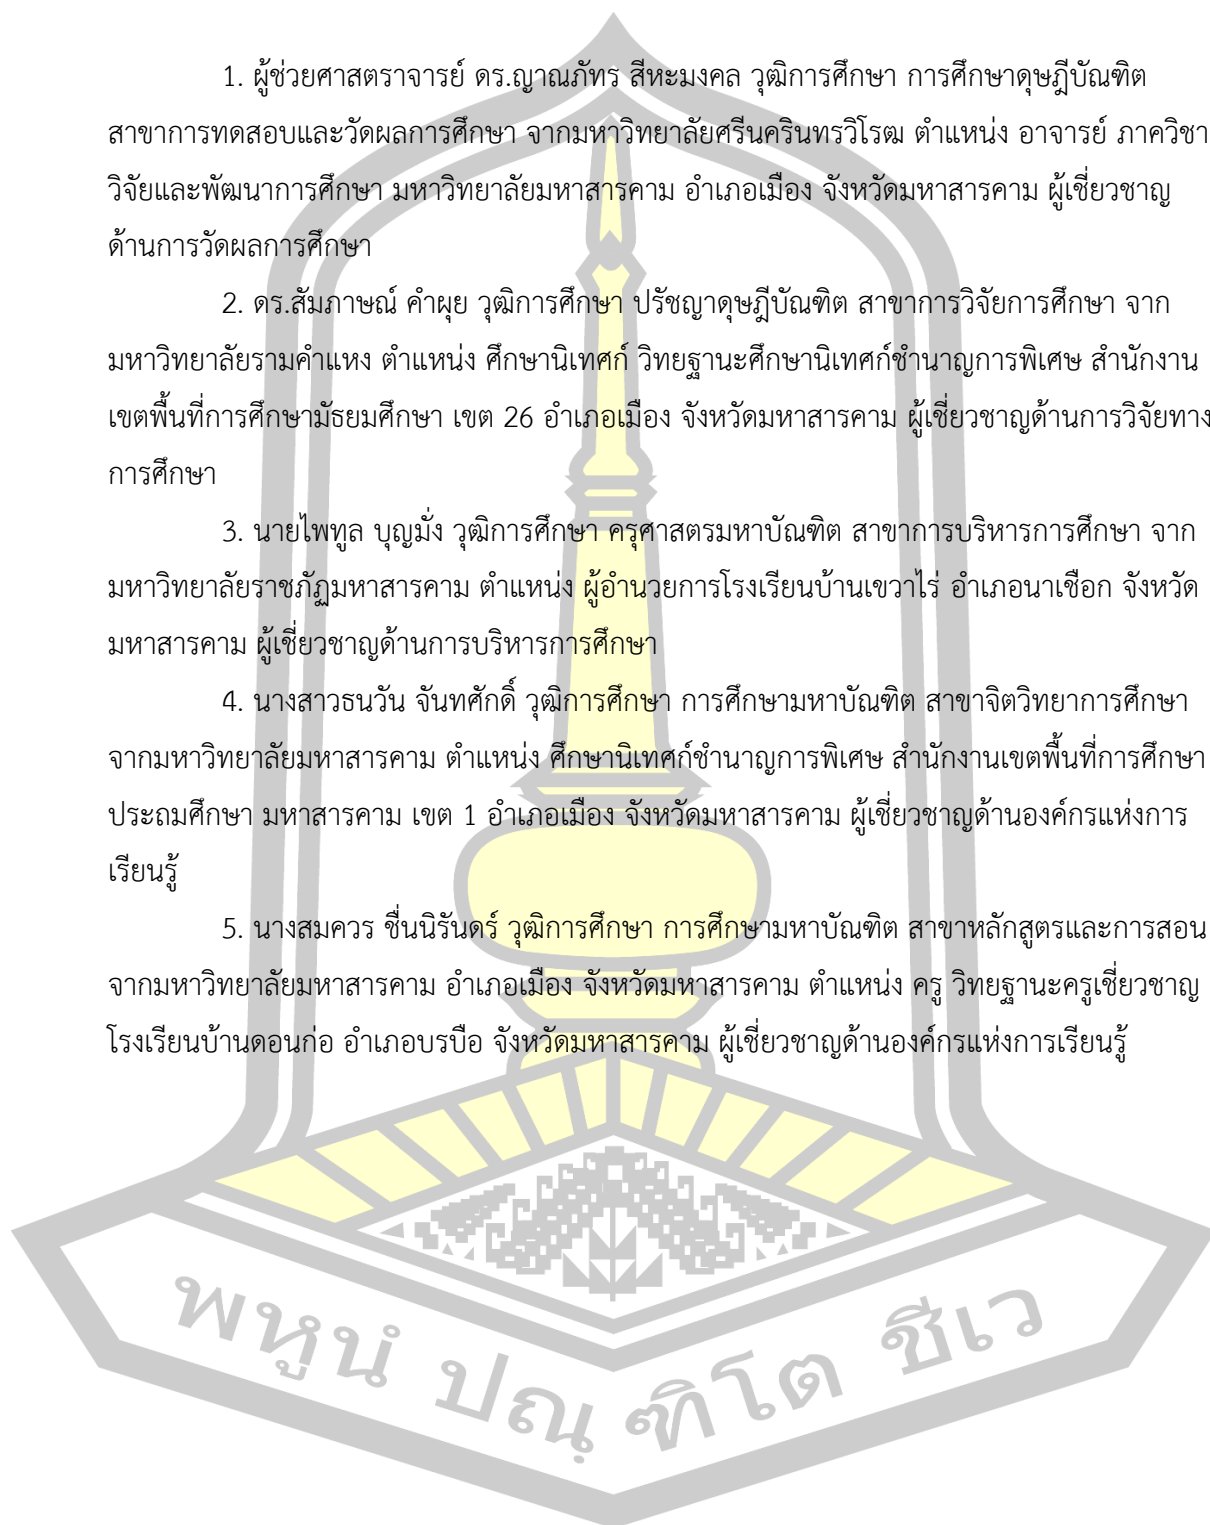 1. ผู้ช่วยศาสตราจารย์ ดร.ญาณภัทร สีหะมงคล วุฒิการศึกษา การศึกษาดุษฎีบัณฑิต
สาขาการทดสอบและวัดผลการศึกษา จากมหาวิทยาลัยศรีนครินทรวิโรฒ ตำแหน่ง อาจารย์ ภาควิชา
วิจัยและพัฒนาการศึกษา มหาวิทยาลัยมหาสารคาม อำเภอเมือง จังหวัดมหาสารคาม ผู้เชี่ยวชาญ
ด้านการวัดผลการศึกษา
2. ดร.สัมภาษณ์ คำผุย วุฒิการศึกษา ปรัชญาดุษฎีบัณฑิต สาขาการวิจัยการศึกษา จาก
มหาวิทยาลัยรามคำแหง ตำแหน่ง ศึกษานิเทศก์ วิทยฐานะศึกษานิเทศก์ชำนาญการพิเศษ สำนักงาน
เขตพื้นที่การศึกษามัธยมศึกษา เขต 26 อำเภอเมือง จังหวัดมหาสารคาม ผู้เชี่ยวชาญด้านการวิจัยทาง
การศึกษา
3. นายไพทูล บุญมั่ง วุฒิการศึกษา ครุศาสตรมหาบัณฑิต สาขาการบริหารการศึกษา จาก
มหาวิทยาลัยราชภัฏมหาสารคาม ตำแหน่ง ผู้อำนวยการโรงเรียนบ้านเขวาไร่ อำเภอนาเชือก จังหวัด
มหาสารคาม ผู้เชี่ยวชาญด้านการบริหารการศึกษา
4. นางสาวธนวัน จันทศักดิ์ วุฒิการศึกษา การศึกษามหาบัณฑิต สาขาจิตวิทยาการศึกษา
จากมหาวิทยาลัยมหาสารคาม ตำแหน่ง ศึกษานิเทศก์ชำนาญการพิเศษ สำนักงานเขตพื้นที่การศึกษา
ประถมศึกษา มหาสารคาม เขต 1 อำเภอเมือง จังหวัดมหาสารคาม ผู้เชี่ยวชาญด้านองค์กรแห่งการ
เรียนรู้
5. นางสมควร ชื่นนิรันดร์ วุฒิการศึกษา การศึกษามหาบัณฑิต สาขาหลักสูตรและการสอน
จากมหาวิทยาลัยมหาสารคาม อำเภอเมือง จังหวัดมหาสารคาม ตำแหน่ง ครู วิทยฐานะครูเชี่ยวชาญ
โรงเรียนบ้านดอนก่อ อำเภอบรบือ จังหวัดมหาสารคาม ผู้เชี่ยวชาญด้านองค์กรแห่งการเรียนรู้
พหูนํ ปณฺฑิโต ชีเว